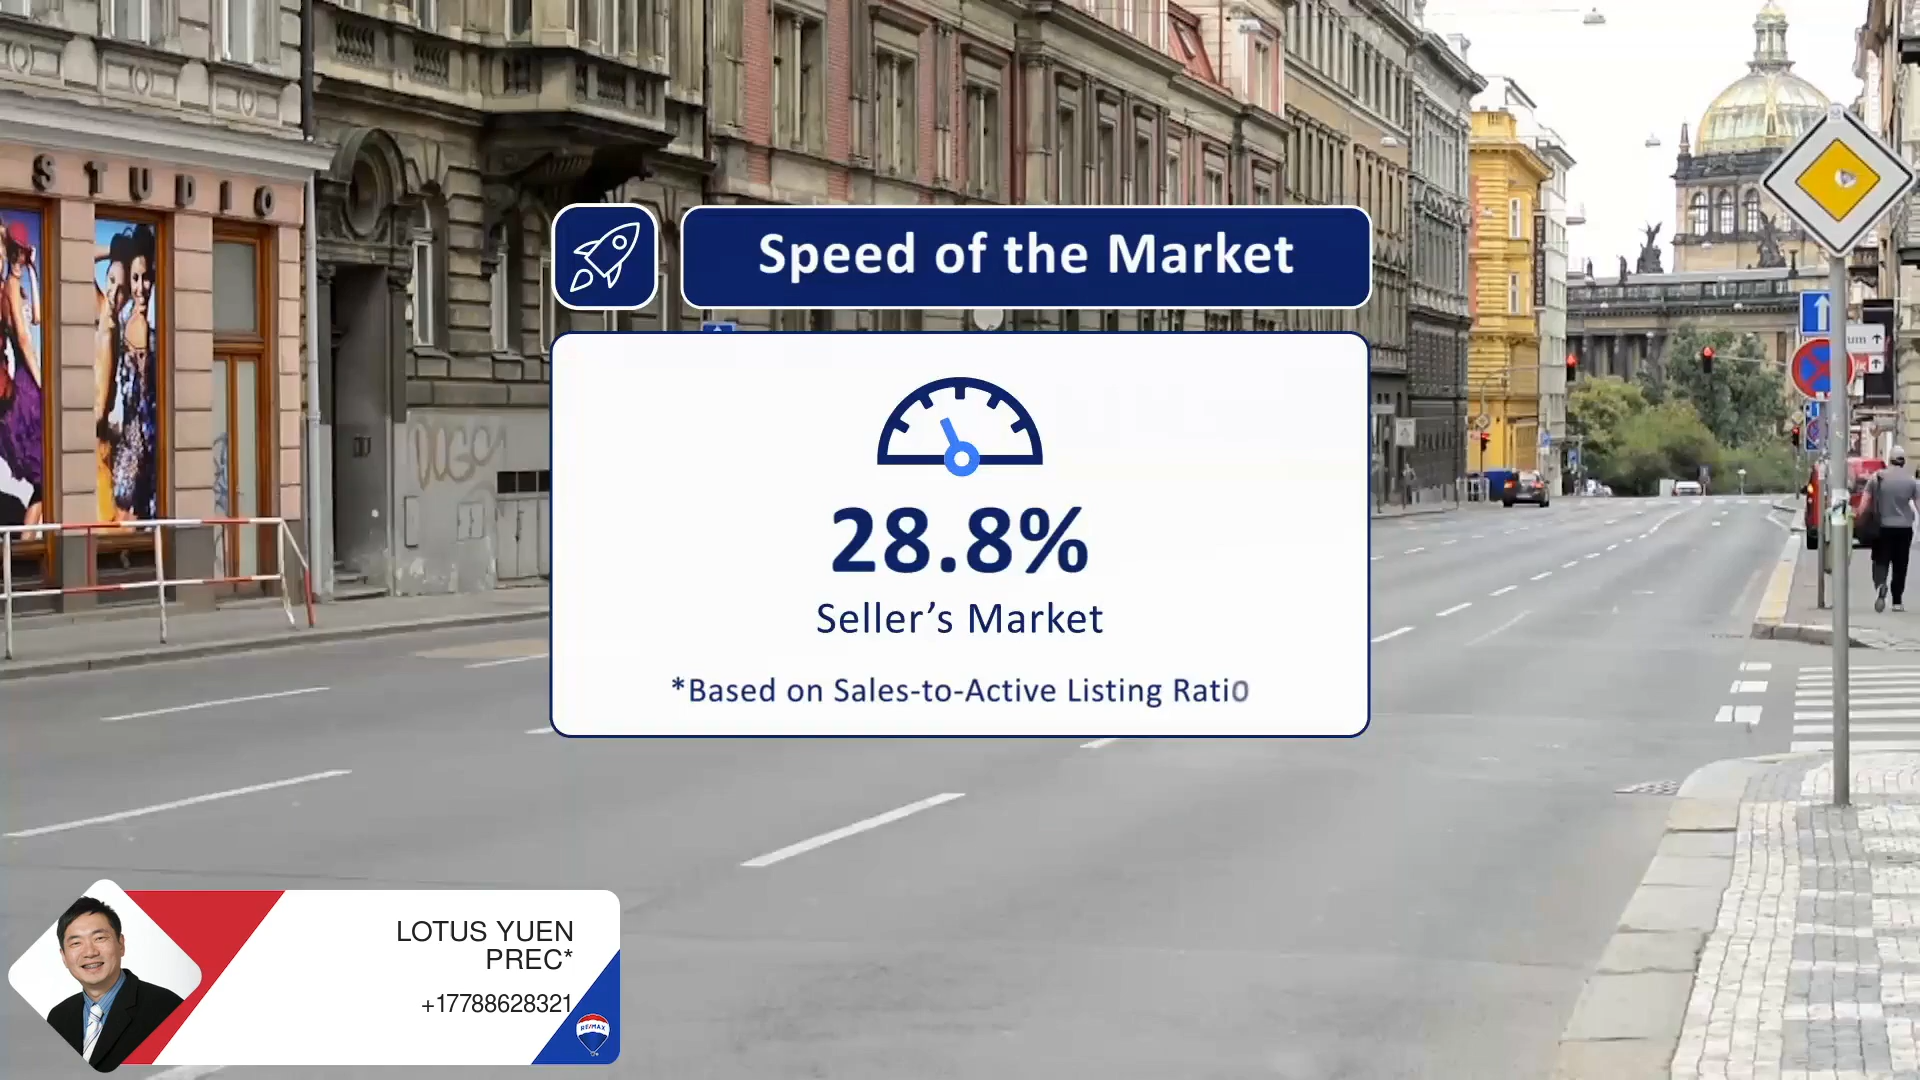 STUDIO
Speed of the Market
28.8%
Seller’s Market
*Based on Sales-to-Active Listing Ratio
LOTUS YUEN
PREC*
+17788628321
RE/MAX